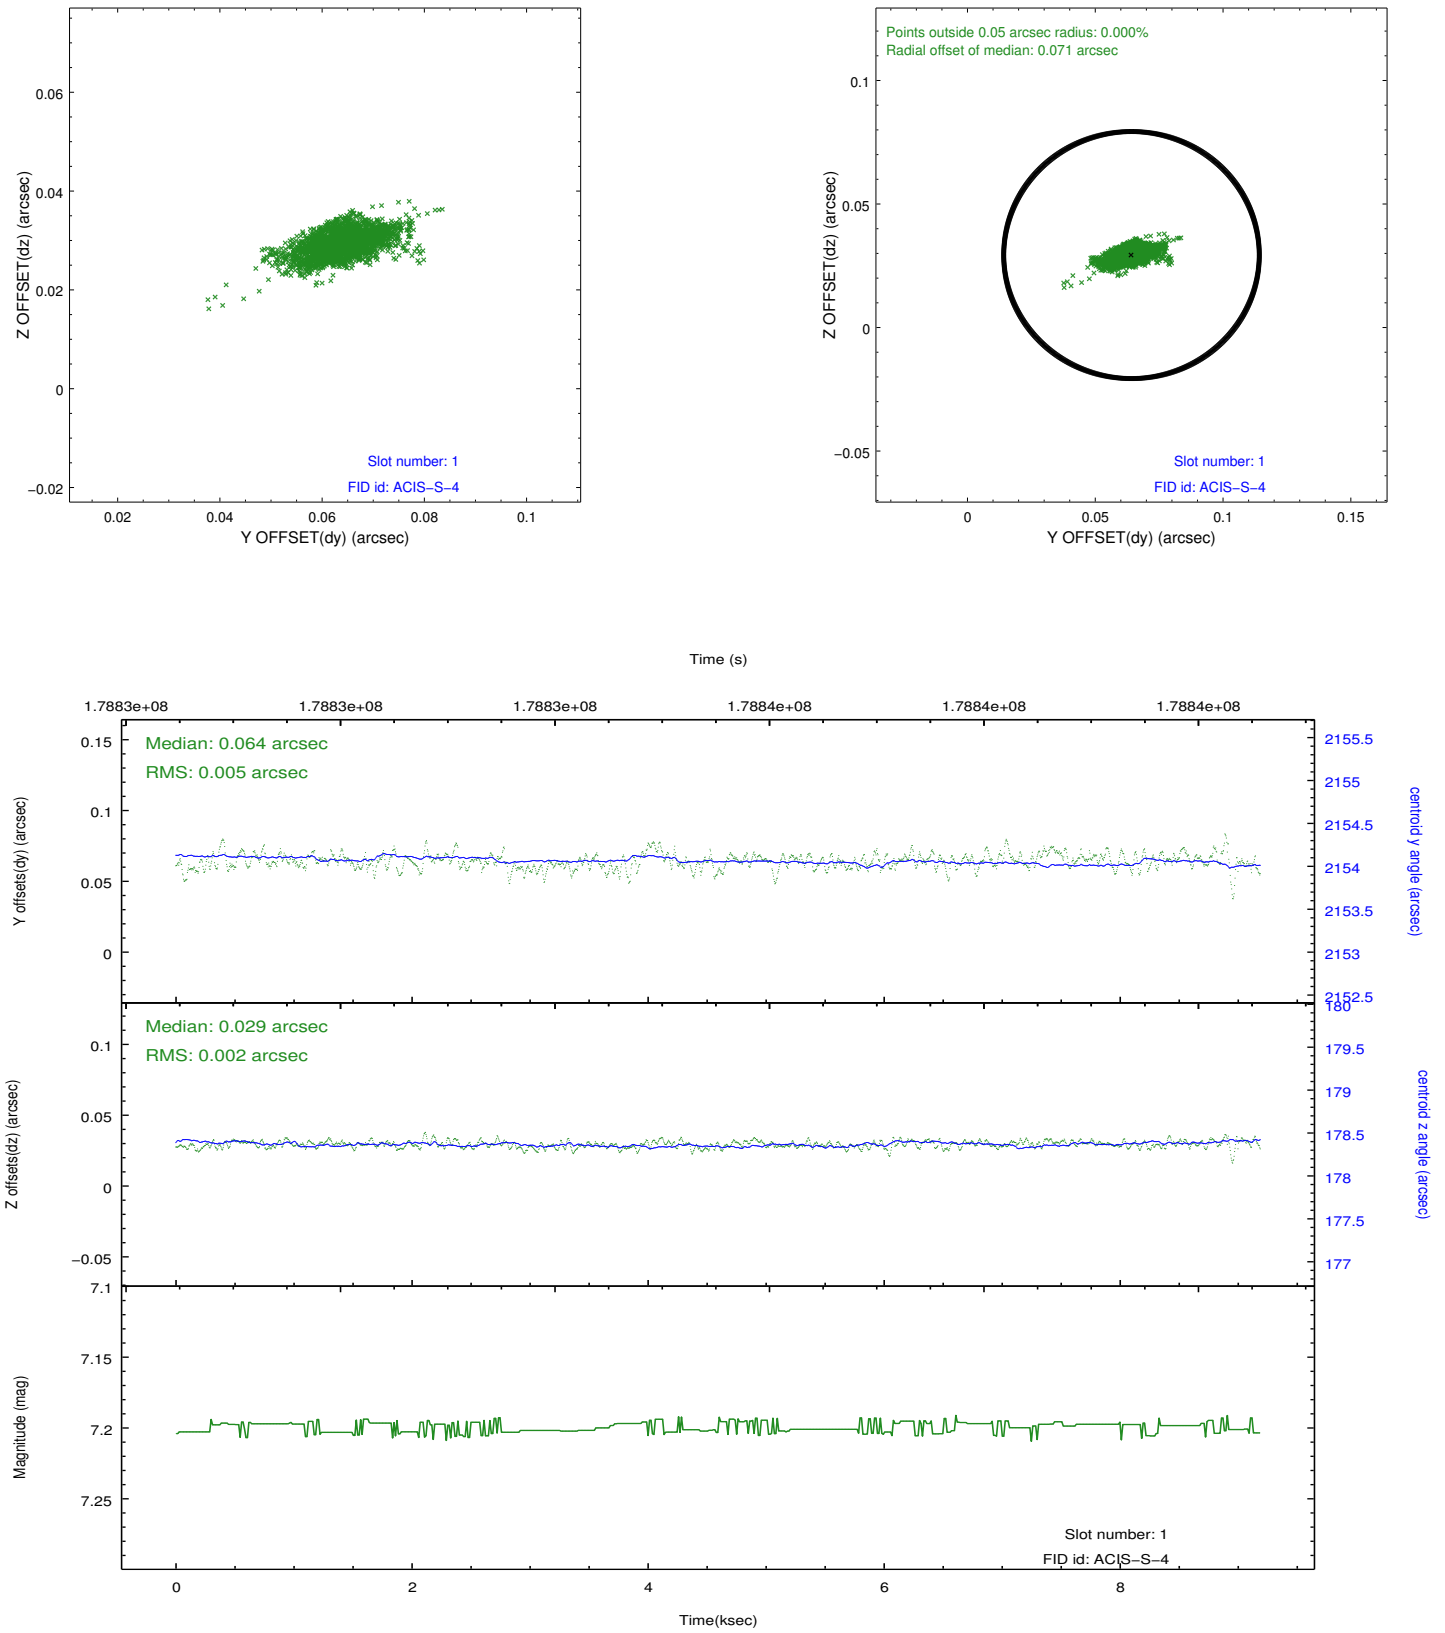 0.06
0.04
0.02
0
−0.02
Z OFFSET(dz) (arcsec)
Slot number: 1
FID id: ACIS−S−4
0.02
0.04
0.06
0.08
0.1
Y OFFSET(dy) (arcsec)
Points outside 0.05 arcsec radius: 0.000%
Radial offset of median: 0.071 arcsec
0.1
0.05
0
−0.05
Z OFFSET(dz) (arcsec)
Slot number: 1
FID id: ACIS−S−4
0
0.05
0.1
0.15
Y OFFSET(dy) (arcsec)
Time (s)
1.7883e+08
1.7883e+08
1.7883e+08
1.7884e+08
1.7884e+08
1.7884e+08
Median: 0.064 arcsec
RMS: 0.005 arcsec
0.15
0.1
0.05
0
Y offsets(dy) (arcsec)
2155.5
2155
2154.5
2154
2153.5
2153
2152.5
centroid y angle (arcsec)
Median: 0.029 arcsec
RMS: 0.002 arcsec
0.1
0.05
0
−0.05
Z offsets(dz) (arcsec)
180
179.5
179
178.5
178
177.5
177
centroid z angle (arcsec)
7.1
7.15
7.2
7.25
Magnitude (mag)
Slot number: 1
FID id: ACIS−S−4
0
2
4
6
8
Time(ksec)